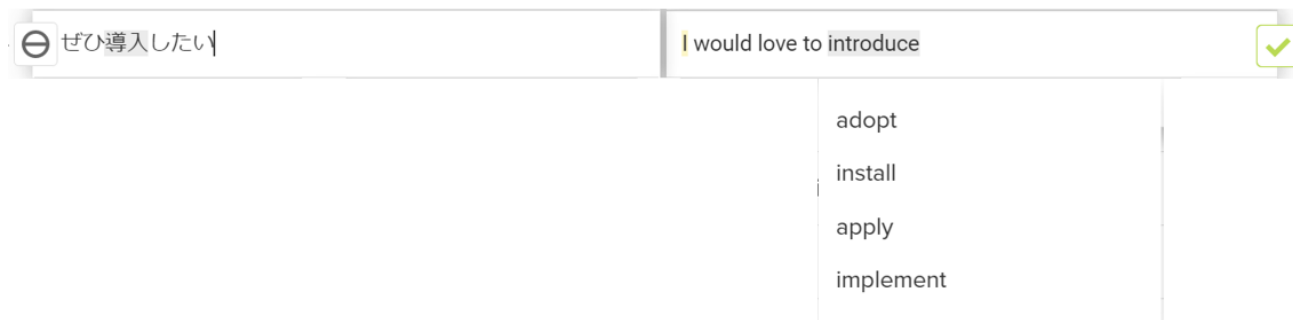 ぜひ導入したい
I would love to introduce
adopt
install
apply
implement